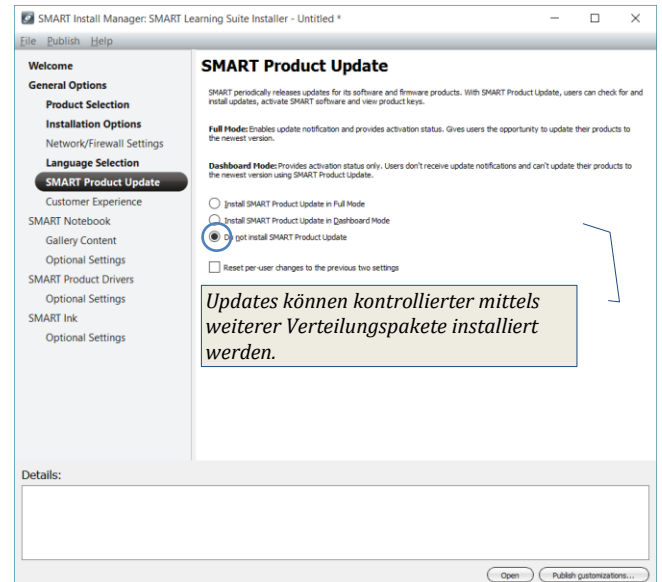 SMART Install Manager: SMART Learning Suite Installer - Untitled *
File Publish Help
Welcome
General Options
Product Selection
Installation Options
Network/Firewall Settings
Language Selection
SMART Product Update
Customer Experience
SMART Notebook
Gallery Content
Optional Settings
SMART Product Drivers
Optional Settings
SMART Ink
Optional Settings
SMART Product Update
SMART periodically releases updates for its software and firmware products. With SMART Product Update, users can check for and
install updates, activate SMART software and view product keys.
Full Mode: Enables update notification and provides activation status. Gives users the opportunity to update their products to
the newest version.
Dashboard Mode: Provides activation status only. Users don't receive update notifications and can't update their products to
the newest version using SMART Product Update.
Install SMART Product Update in Full Mode
Install SMART Product Update in Dashboard Mode
Do not install SMART Product Update
Reset per-user changes to the previous two settings
Updates können kontrollierter mittels
weiterer Verteilungspakete installiert
werden.
Details:
Open Publish customizations...